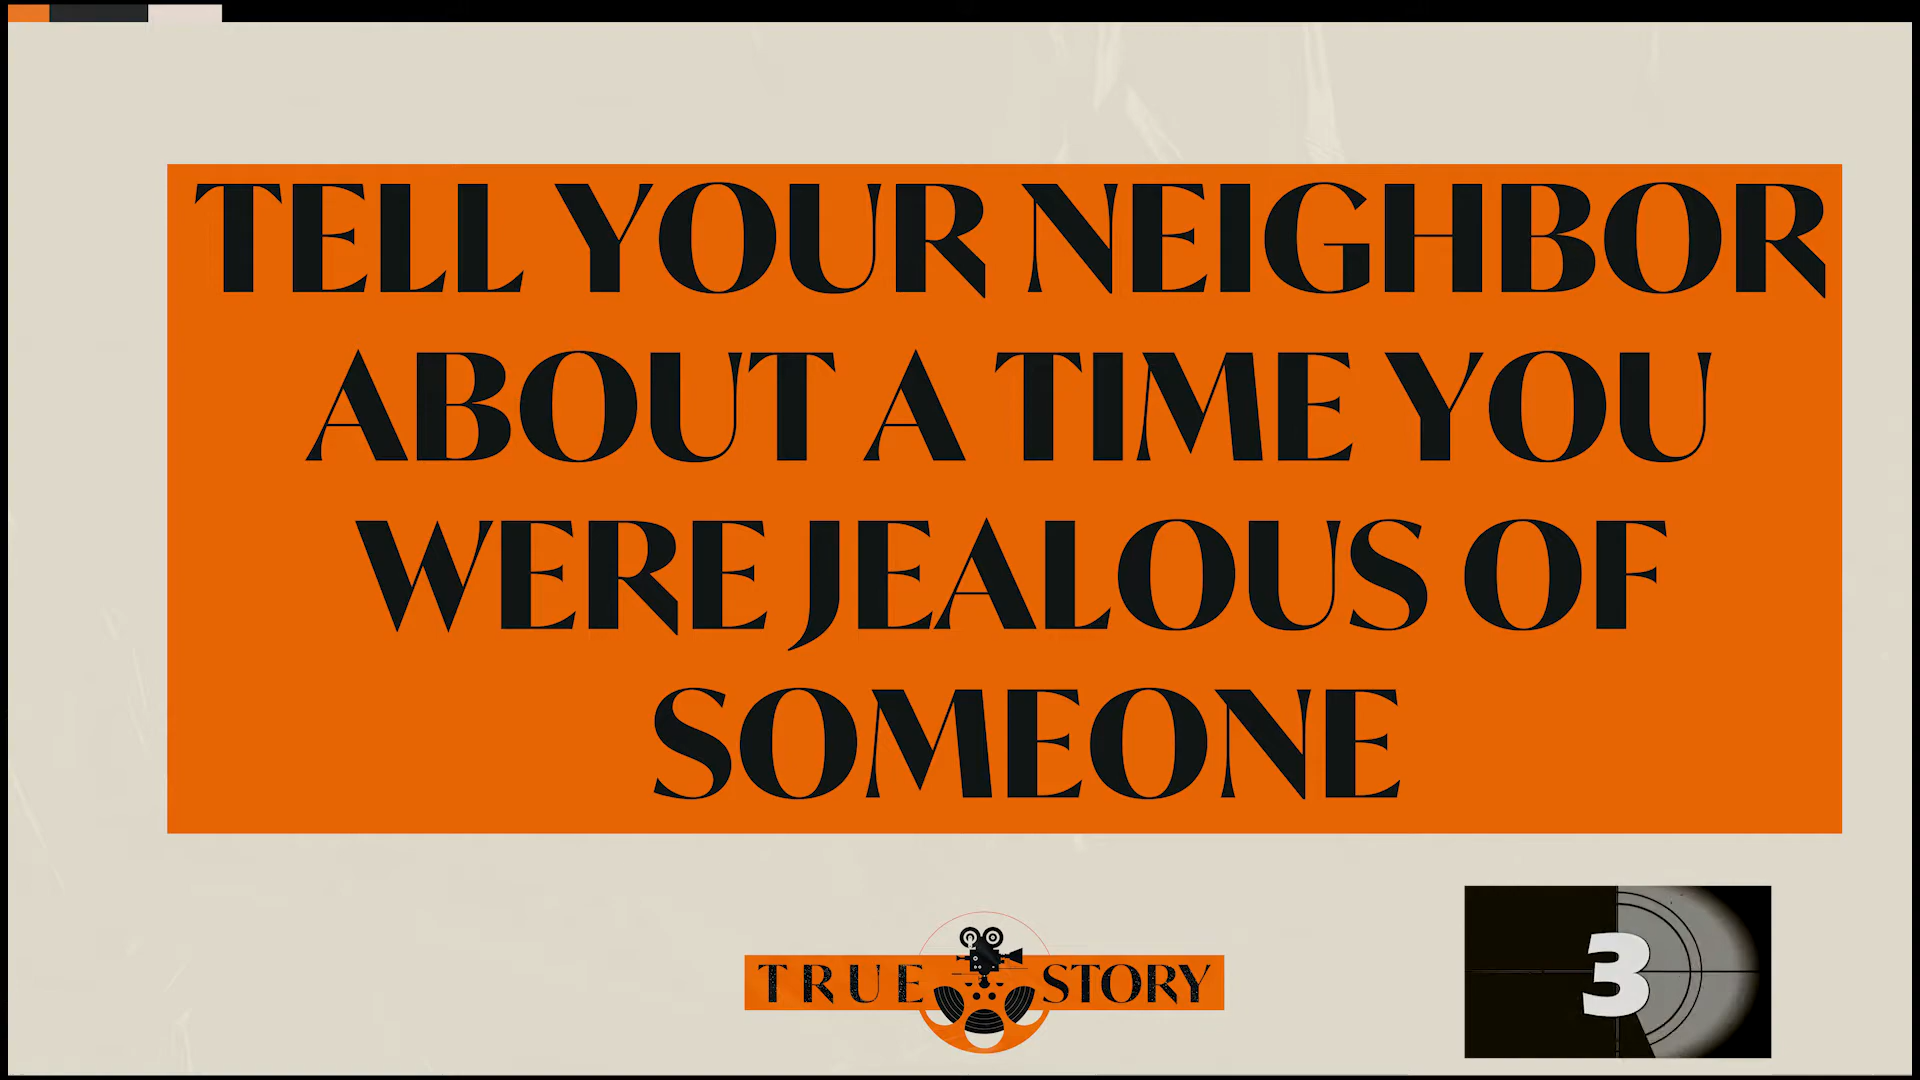 TELL YOUR NEIGHBOR
ABOUT A TIME YOU
WERE JEALOUS OF
SOMEONE
TRUE STORY
3